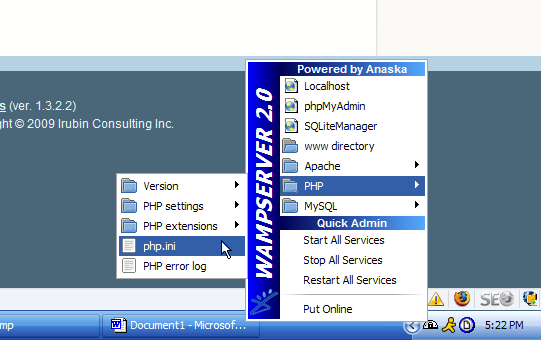 Powered by Anaska
Localhost
phpMyAdmin
SQLiteManager
www directory
Apache
PHP
MySQL
Quick Admin
Start All Services
Stop All Services
Restart All Services
Put Online
WAMPSERVER 2.0
Version
PHP settings
PHP extensions
php.ini
PHP error log
s (ver. 1.3.2.2)
ht © 2009 Irubin Consulting Inc.
SEO
mp
Document1 - Microsof...
5:22 PM